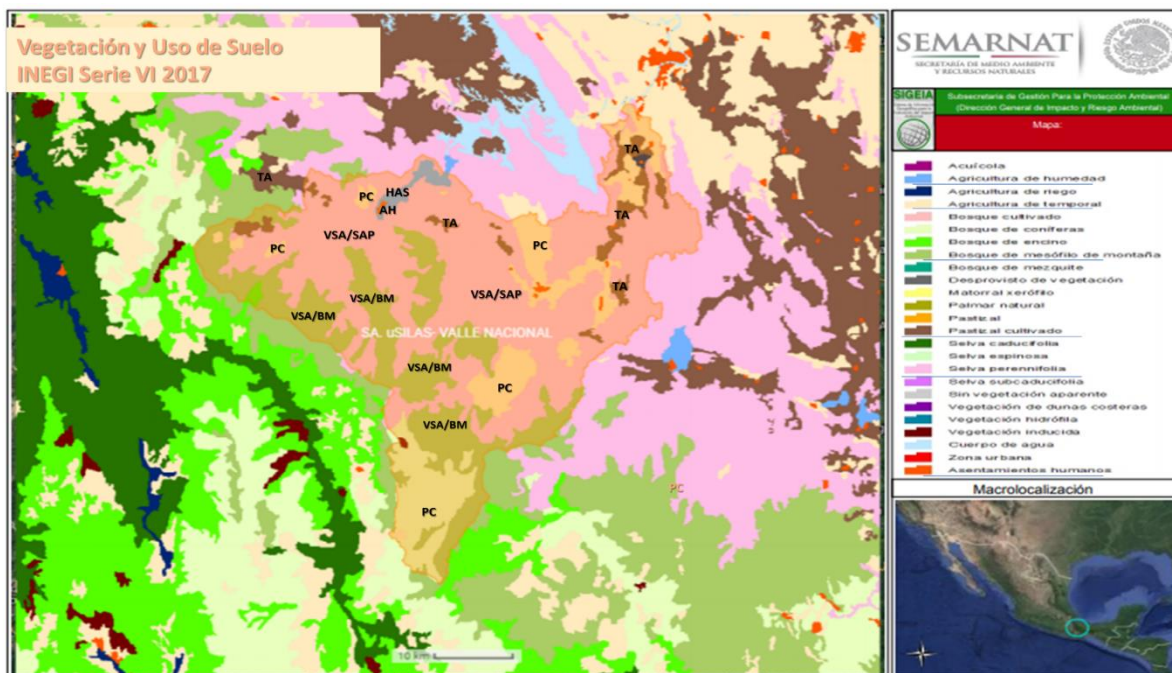 Vegetación y Uso de Suelo
INEGI Serie VI 2017
TA
TA
PC
HAS
AH
TA
TA
VSA/SAP
PC
PC
VSA/SAP
TA
VSA/BM
VSA/BM
SA. uSILAS- VALLE NACIONAL
VSA/BM
PC
VSA/BM
PC
PC
10 km
SEMARNAT
SECRETARÍA DE MEDIO AMBIENTE
Y RECURSOS NATURALES
SIGEIA
Subsecretaria de Gestión Para la Protección Ambiental
(Dirección General de Impacto y Riesgo Ambiental)
Mapa:
Acuícola
Agricultura de humedad
Agricultura de riego
Agricultura de temporal
Bosque cultivado
Bosque de coníferas
Bosque de encino
Bosque de mesófilo de montaña
Bosque de mezquite
Desprovisto de vegetación
Matorral xerófilo
Palmar natural
Pastizal
Pastizal cultivado
Selva caducifolia
Selva espinosa
Selva perennifolia
Selva subcaducifolia
Sin vegetación aparente
Vegetación de dunas costeras
Vegetación hidrófila
Vegetación inducida
Cuerpo de agua
Zona urbana
Asentamientos humanos
Macrolocalización